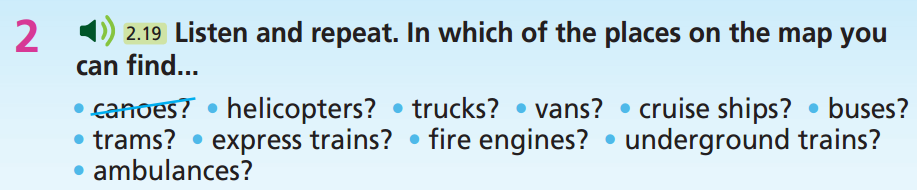 2 2.19 Listen and repeat. In which of the places on the map you
can find...
• canoes? • helicopters? • trucks? • vans? • cruise ships? • buses?
• trams? • express trains? • fire engines? • underground trains?
• ambulances?